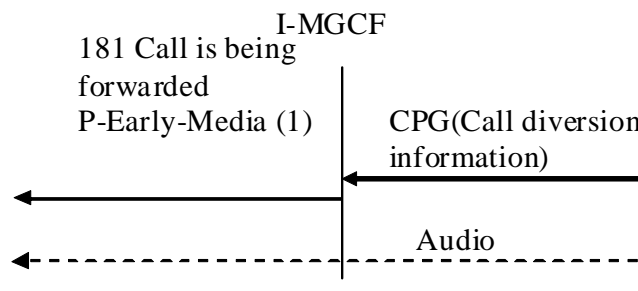 I-MGCF
181 Call is being
forwarded
P-Early-Media (1)
CPG(Call diversion
information)
Audio